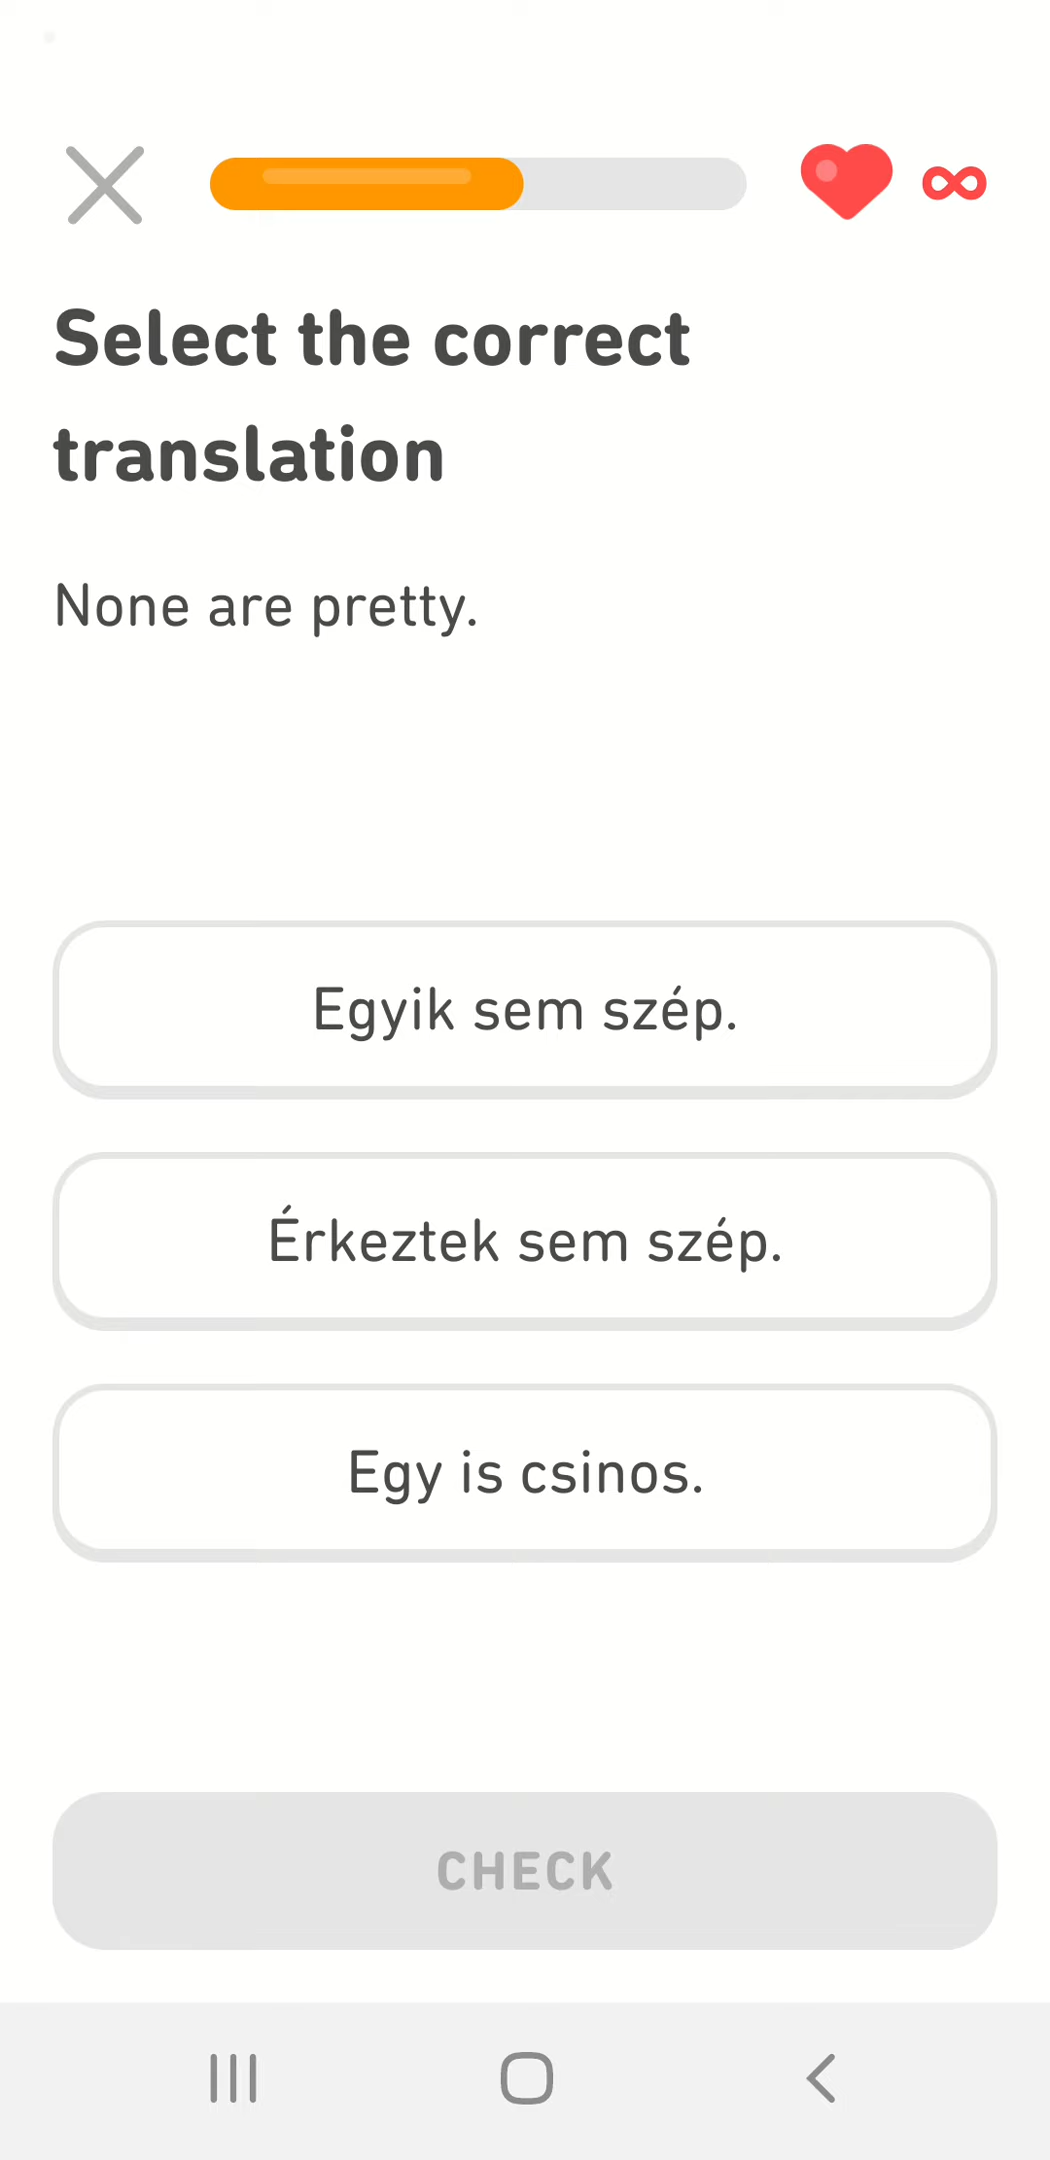 Select the correct
translation
None are pretty.
Egyik sem szép.
Érkeztek sem szép.
Egy is csinos.
CHECK